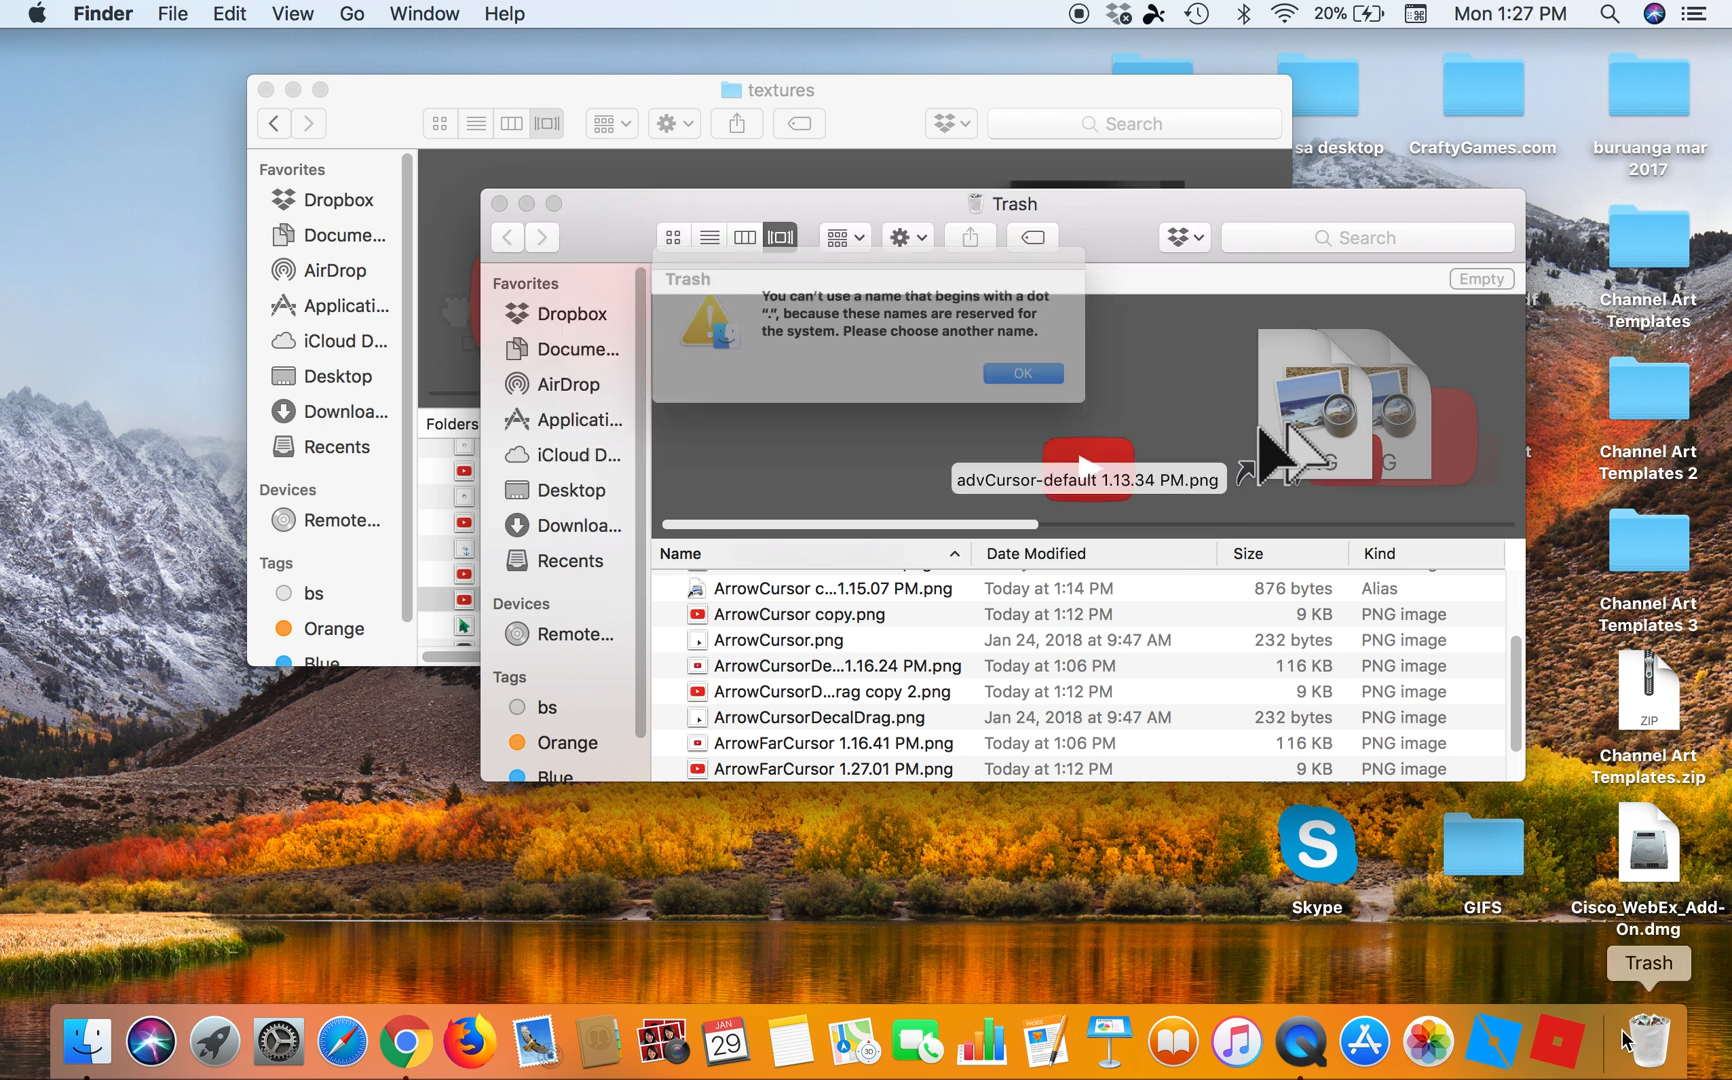 Finder File Edit View Go Window Help
20% Mon 1:27 PM
textures
Search
Favorites
Dropbox
Docume...
AirDrop
Applicati...
iCloud D...
Desktop
Downloa...
Recents
Devices
Remote...
Tags
bs
Orange
Blue
Folders
Trash
Search
Favorites
Dropbox
Docume...
AirDrop
Applicati...
iCloud D...
Desktop
Downloa...
Recents
Devices
Remote...
Tags
bs
Orange
Blue
Trash
Empty
You can't use a name that begins with a dot
“.”, because these names are reserved for
the system. Please choose another name.
OK
advCursor-default 1.13.34 PM.png
Name Date Modified Size Kind
ArrowCursor c...1.15.07 PM.png Today at 1:14 PM 876 bytes Alias
ArrowCursor copy.png Today at 1:12 PM 9 KB PNG image
ArrowCursor.png Jan 24, 2018 at 9:47 AM 232 bytes PNG image
ArrowCursorDe...1.16.24 PM.png Today at 1:06 PM 116 KB PNG image
ArrowCursorD...rag copy 2.png Today at 1:12 PM 9 KB PNG image
ArrowCursorDecalDrag.png Jan 24, 2018 at 9:47 AM 232 bytes PNG image
ArrowFarCursor 1.16.41 PM.png Today at 1:06 PM 116 KB PNG image
ArrowFarCursor 1.27.01 PM.png Today at 1:12 PM 9 KB PNG image
sa desktop
CraftyGames.com
buruanga mar
2017
Channel Art
Templates
Channel Art
Templates 2
Channel Art
Templates 3
ZIP
Channel Art
Templates.zip
Skype
GIFS
Cisco_WebEx_Add-
On.dmg
Trash
JAN
29